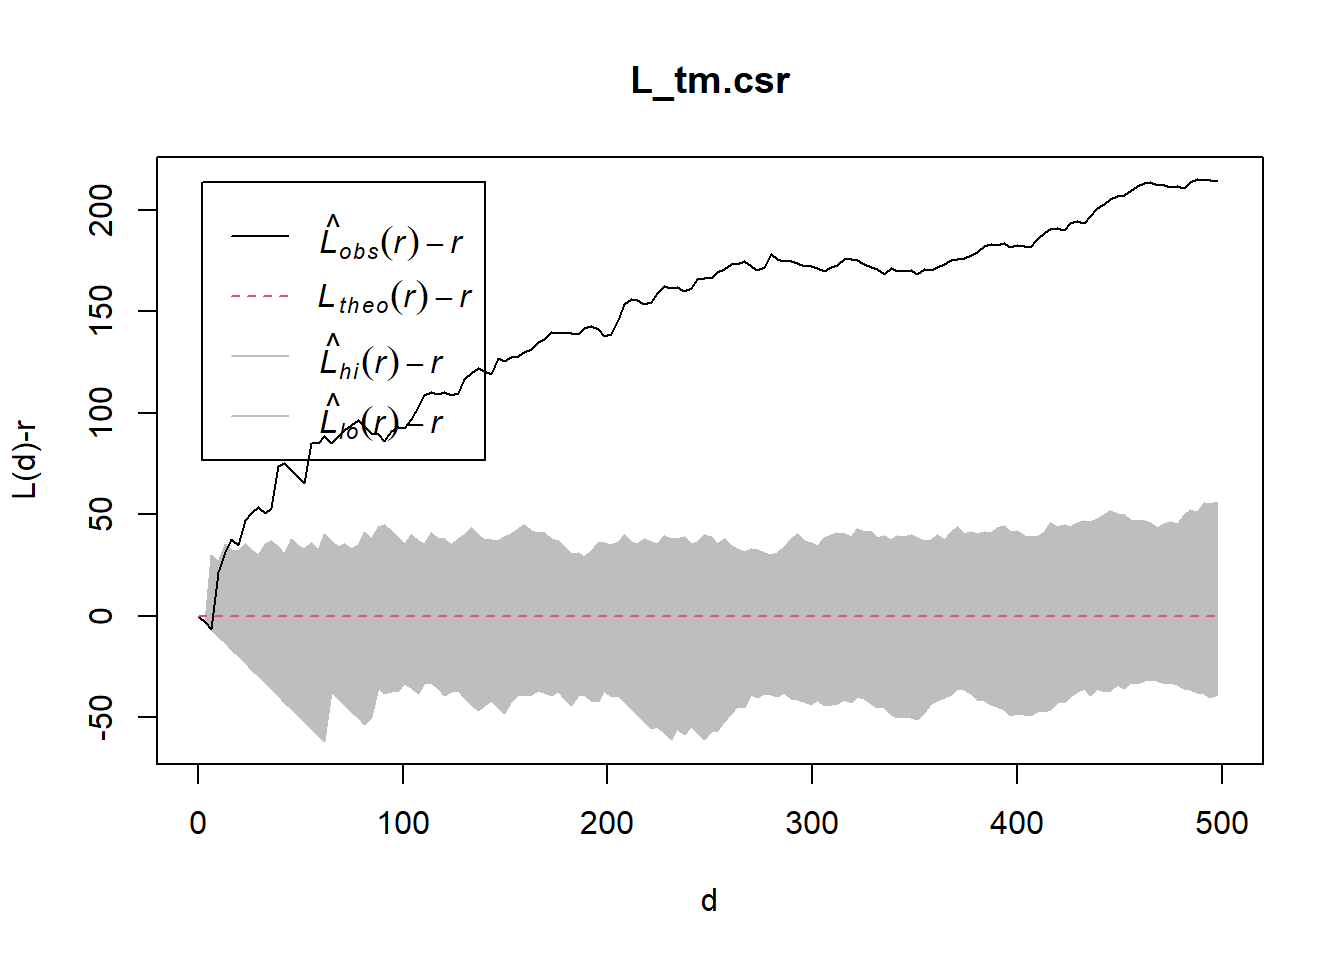 L_tm.csr
L̂obs(r) − r
Ltheo(r) − r
L̂hi(r) − r
L̂lo(r) − r
L(d)-r
200
150
100
50
0
-50
0 100 200 300 400 500
d